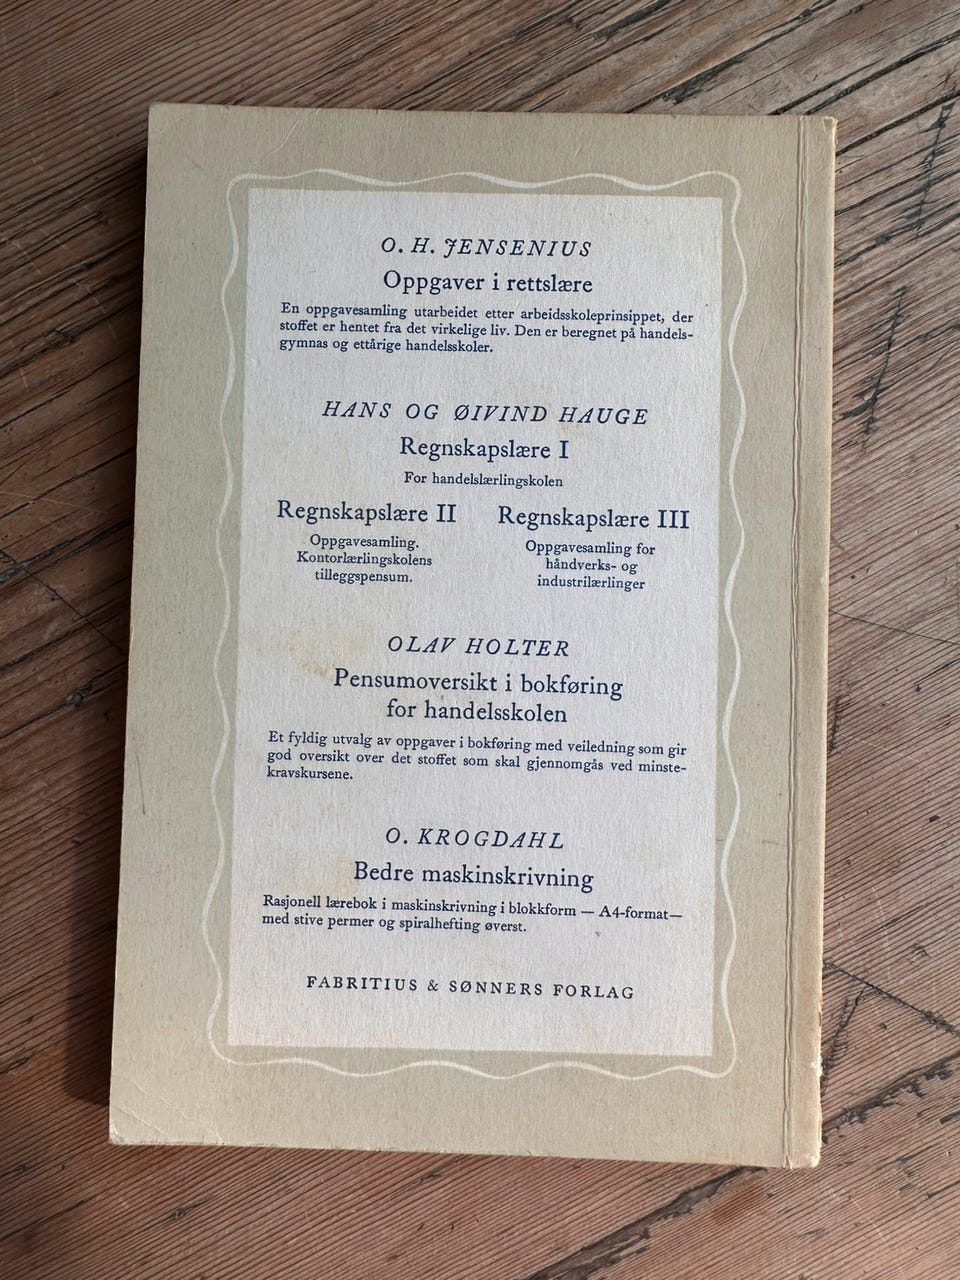 O. H. JENSENIUS
Oppgaver i rettslære
En oppgavesamling utarbeidet etter arbeidsskoleprinsippet, der
stoffet er hentet fra det virkelige liv. Den er beregnet på handels-
gymnas og ettårige handelsskoler.
HANS OG ØIVIND HAUGE
Regnskapslære I
For handelslærlingskolen
Regnskapslære II
Oppgavesamling.
Kontorlærlingskolens
tilleggspensum.
Regnskapslære III
Oppgavesamling for
håndverks- og
industrilærlinger
OLAV HOLTER
Pensumoversikt i bokføring
for handelsskolen
Et fyldig utvalg av oppgaver i bokføring med veiledning som gir
god oversikt over det stoffet som skal gjennomgås ved minste-
kravskursene.
O. KROGDAHL
Bedre maskinskrivning
Rasjonell lærebok i maskinskrivning i blokkform — A4-format—
med stive permer og spiralhefting øverst.
FABRITIUS & SØNNERS FORLAG